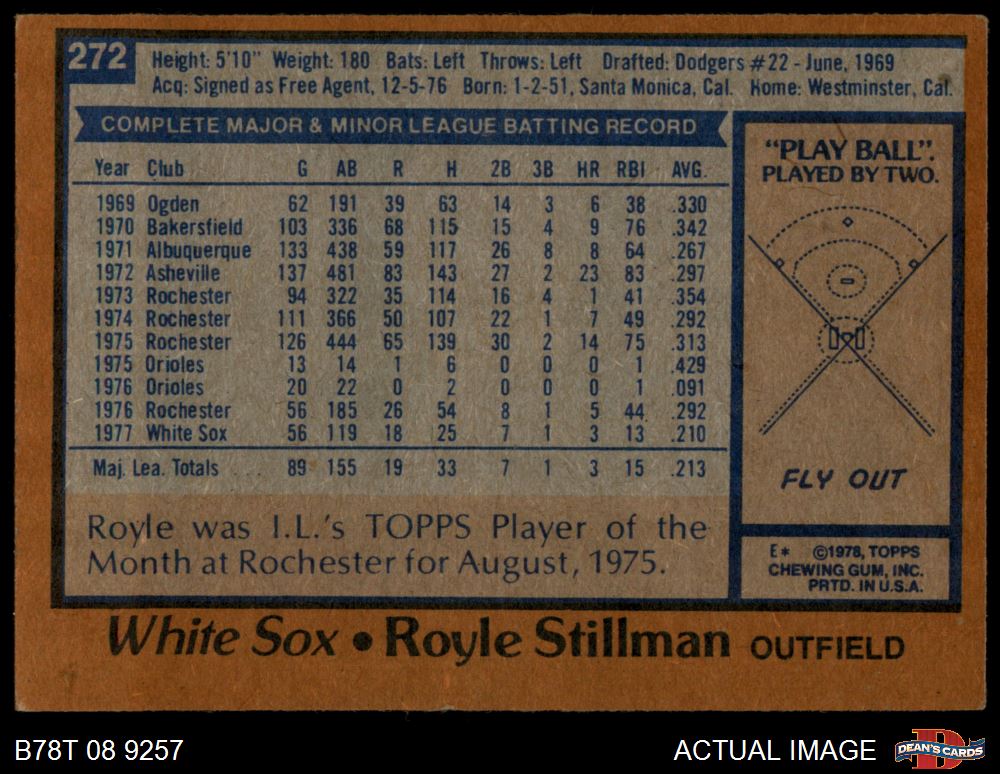 272
Height: 5'10" Weight: 180 Bats: Left Throws: Left Drafted: Dodgers #22 - June, 1969
Acq: Signed as Free Agent, 12-5-76 Born: 1-2-51, Santa Monica, Cal. Home: Westminster, Cal.
COMPLETE MAJOR & MINOR LEAGUE BATTING RECORD
Year Club G AB R H 2B 3B HR RBI AVG.
1969 Ogden 62 191 39 63 14 3 6 38 .330
1970 Bakersfield 103 336 68 115 15 4 9 76 .342
1971 Albuquerque 133 438 59 117 26 8 8 64 .267
1972 Asheville 137 481 83 143 27 2 23 83 .297
1973 Rochester 94 322 35 114 16 4 1 41 .354
1974 Rochester 111 366 50 107 22 1 7 49 .292
1975 Rochester 126 444 65 139 30 2 14 75 .313
1975 Orioles 13 14 1 6 0 0 0 1 .429
1976 Orioles 20 22 0 2 0 0 0 1 .091
1976 Rochester 56 185 26 54 8 1 5 44 .292
1977 White Sox 56 119 18 25 7 1 3 13 .210
Maj. Lea. Totals . . . 89 155 19 33 7 1 3 15 .213
Royle was I.L.'s TOPPS Player of the
Month at Rochester for August, 1975.
"PLAY BALL".
PLAYED BY TWO.
FLY OUT
E* ©1978, TOPPS
CHEWING GUM, INC.
PRTD. IN U.S.A.
White Sox • Royle Stillman OUTFIELD
B78T 08 9257
ACTUAL IMAGE
DEAN'S CARDS